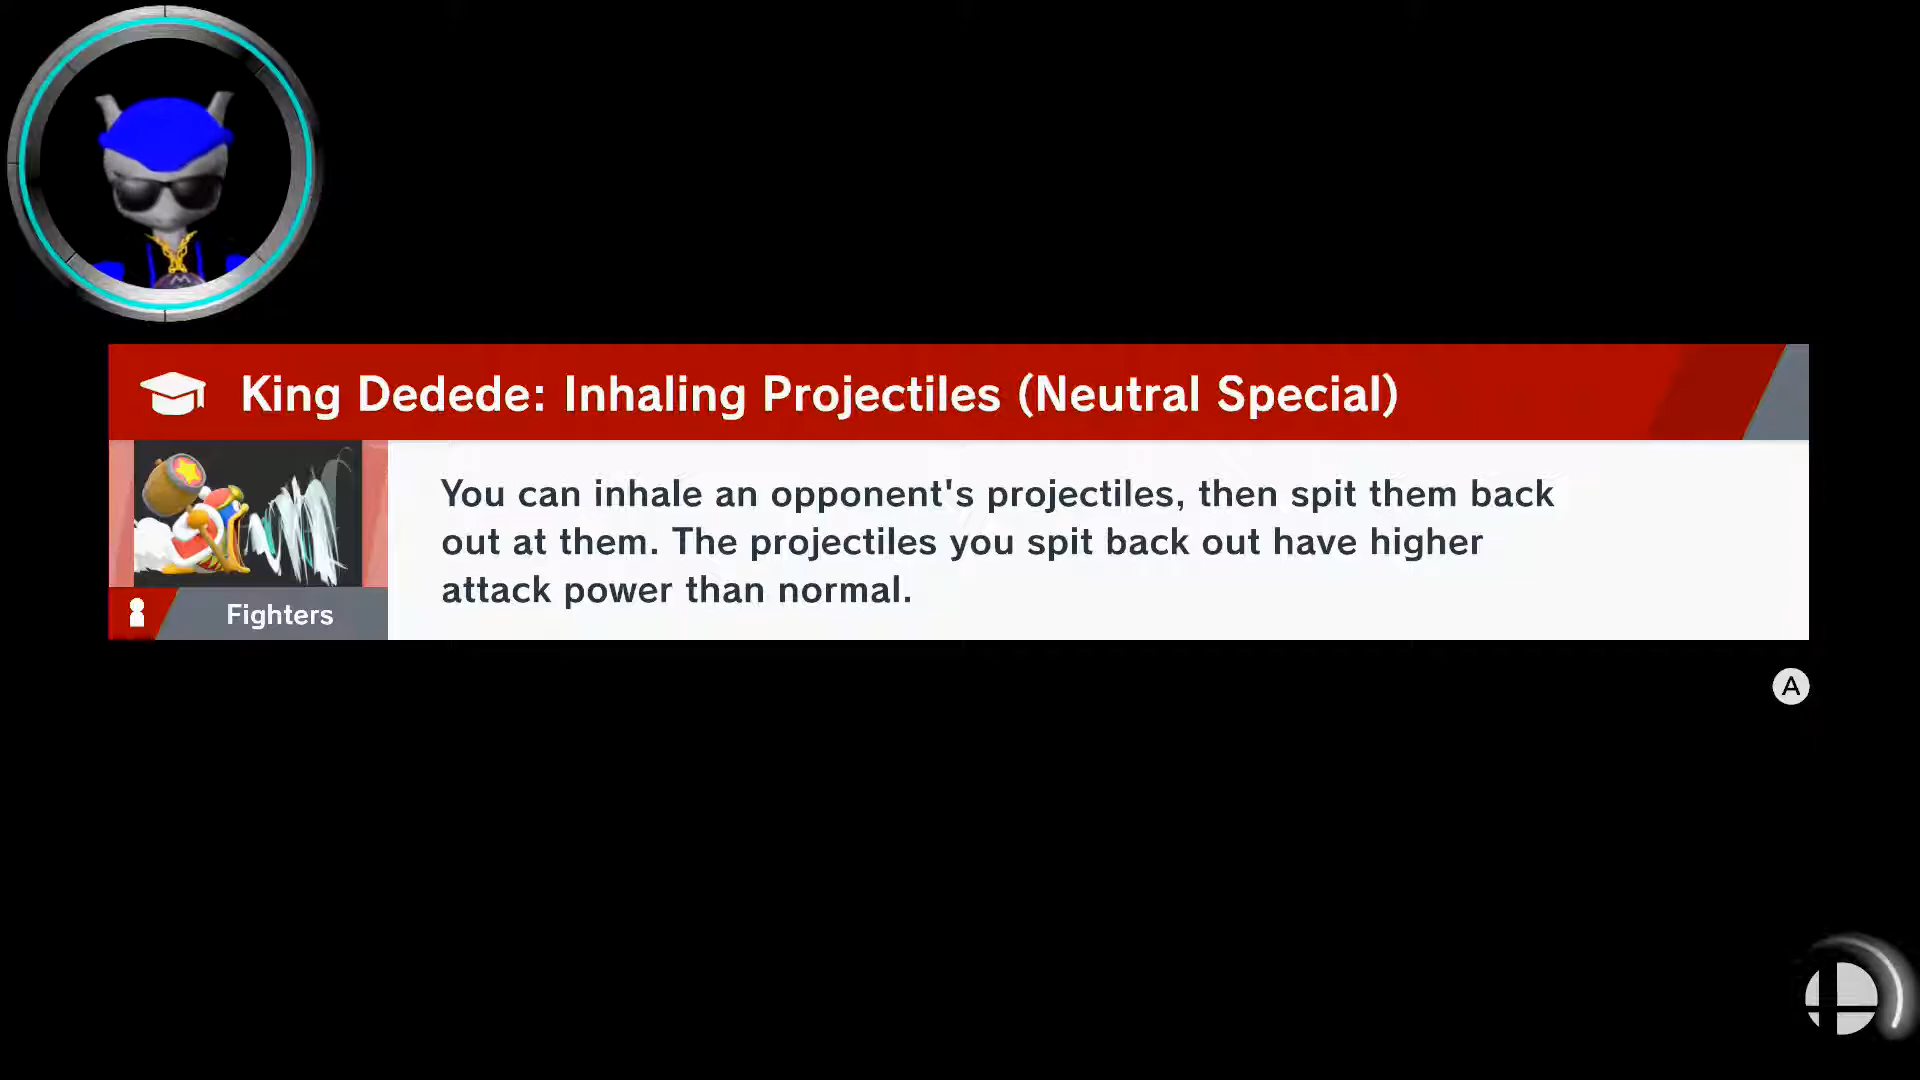 King Dedede: Inhaling Projectiles (Neutral Special)
You can inhale an opponent's projectiles, then spit them back
out at them. The projectiles you spit back out have higher
attack power than normal.
Fighters
A